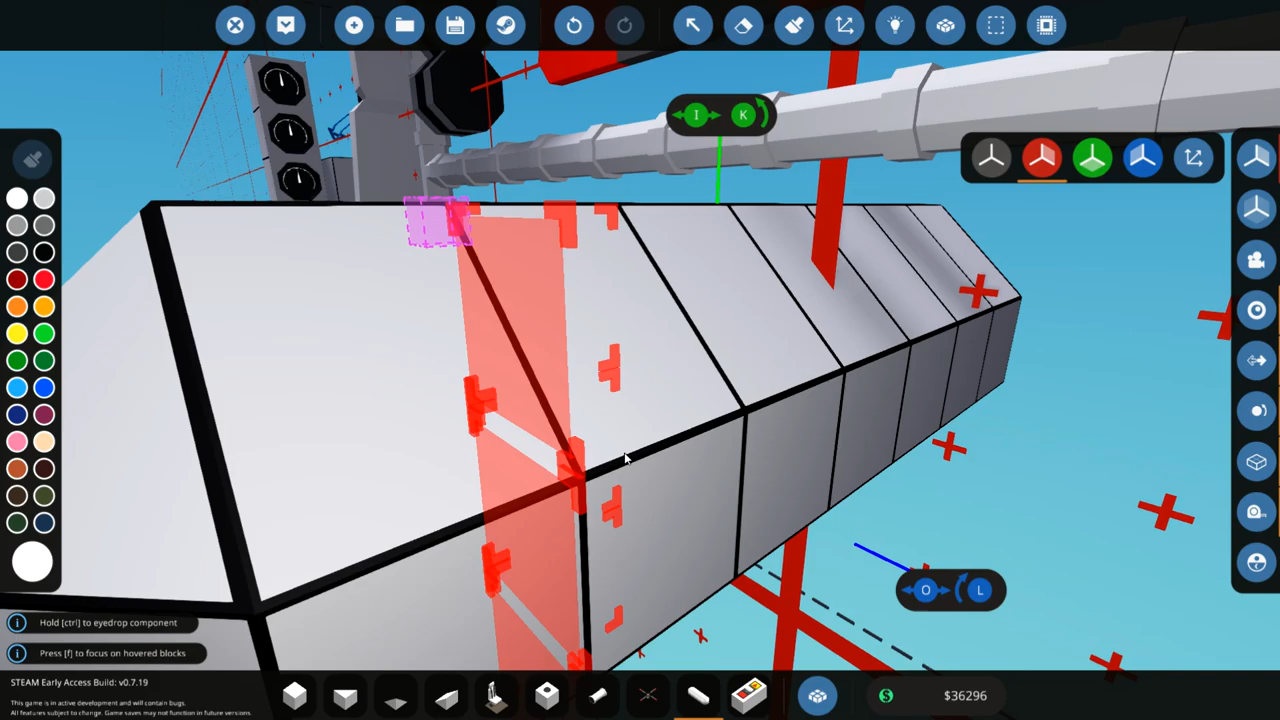 I K
O L
Hold [ctrl] to eyedrop component
Press [f] to focus on hovered blocks
STEAM Early Access Build: v0.7.19
This game is in active development and will contain bugs.
All features subject to change. Game saves may not function in future versions.
$ $36296